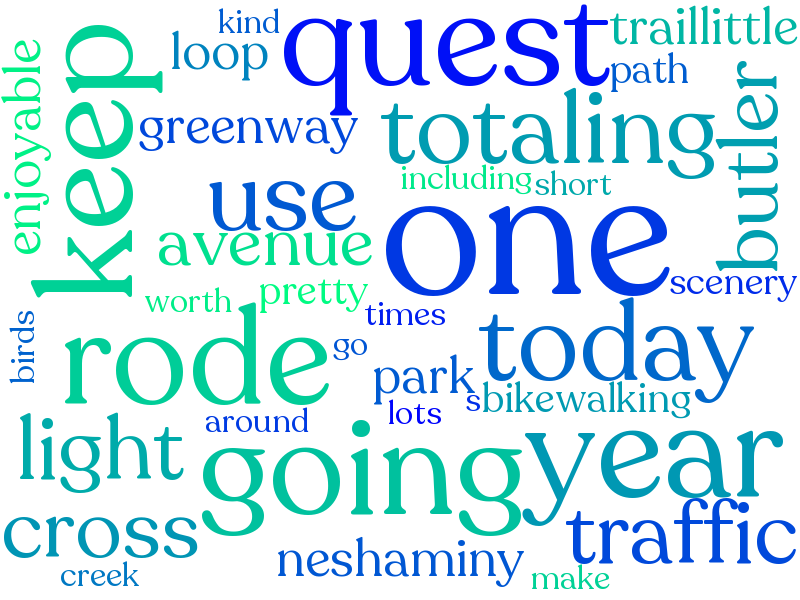 kind
quest
traillittle
loop
path
keep
enjoyable
greenway
totaling
butler
including
short
use
one
avenue
scenery
pretty
worth
times
birds
rode
go
today
park
s
bikewalking
lots
around
light
going
year
cross
traffic
neshaminy
creek
make